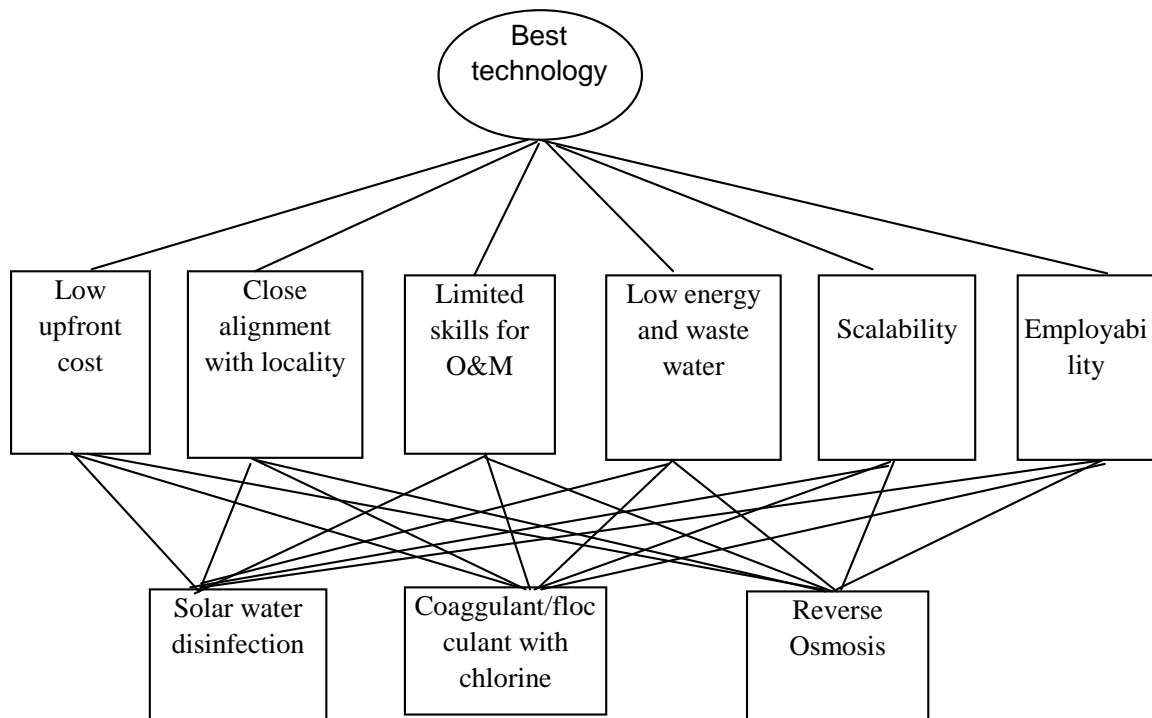 Best
technology
Low
upfront
cost
Close
alignment
with locality
Limited
skills for
O&M
Low energy
and waste
water
Scalability
Employabi
lity
Solar water
disinfection
Coaggulant/floc
culant with
chlorine
Reverse
Osmosis